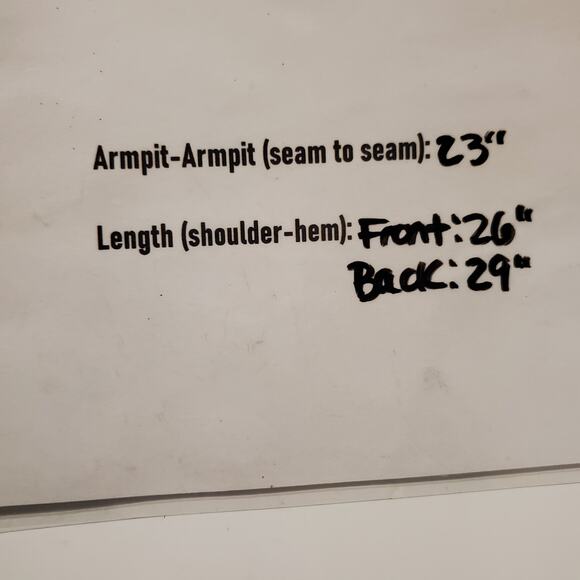 Armpit-Armpit (seam to seam): 23"
Length (shoulder-hem): Front: 26"
Back: 29"